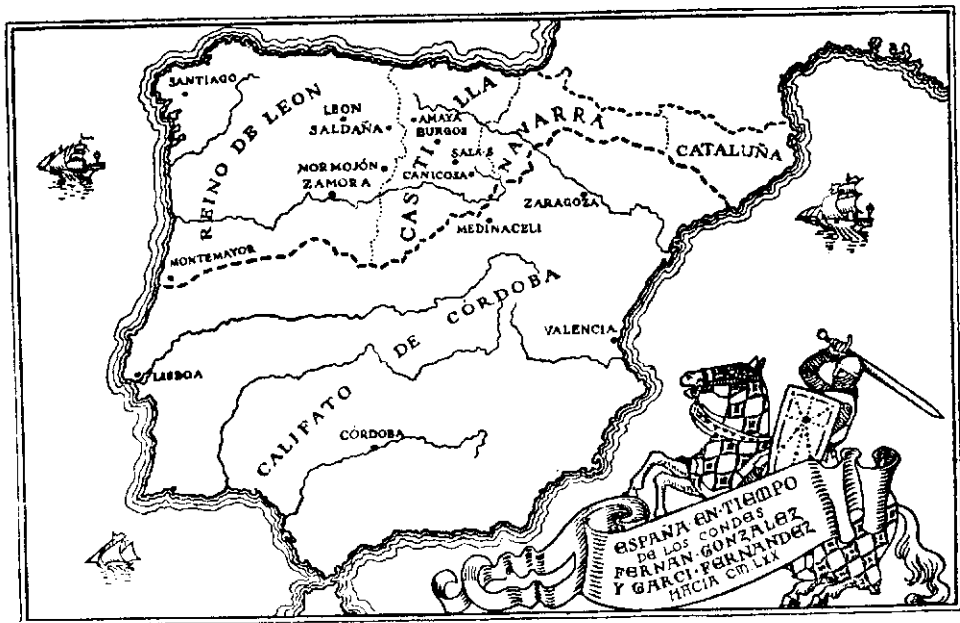 SANTIAGO
REINO DE LEON
LEON
SALDAÑA
AMAYA
BURGOS
CASTILLA
NAVARRA
CATALUÑA
SALAS
MORMOJÓN
CANICOSA
ZAMORA
ZARAGOZA
MEDINACELI
MONTEMAYOR
CALIFATO DE CÓRDOBA
VALENCIA
LISBOA
CÓRDOBA
ESPAÑA EN·TIEMPO
DE LOS CONDES
FERNAN·GONZALEZ
Y GARCI·FERNANDEZ
HACIA CM.LXX